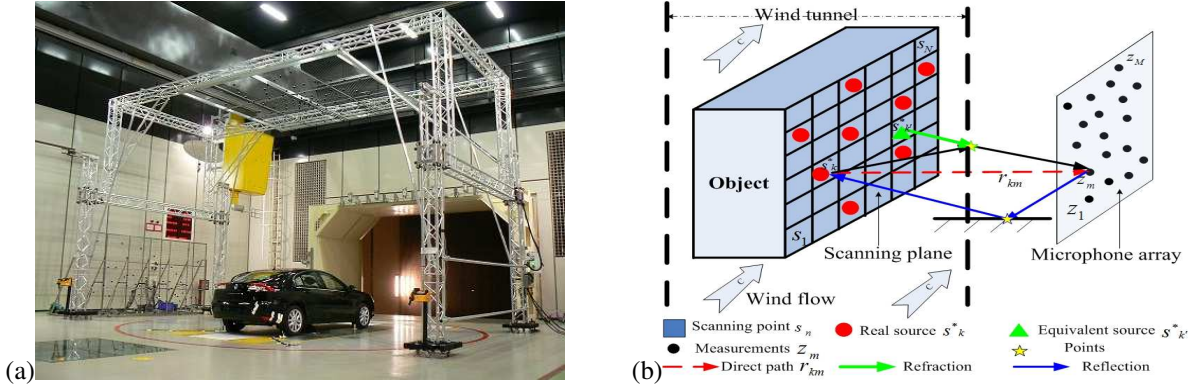 (a)
(b)
Wind tunnel
c
s_N
z_M
s*_k'
s*_k
Object
r_km
z_m
z_1
s_1
Scanning plane
Microphone array
Wind flow
c
c
Scanning point s_n
Real source s*_k
Equivalent source s*_k'
Measurements z_m
Points
Direct path r_km
Refraction
Reflection